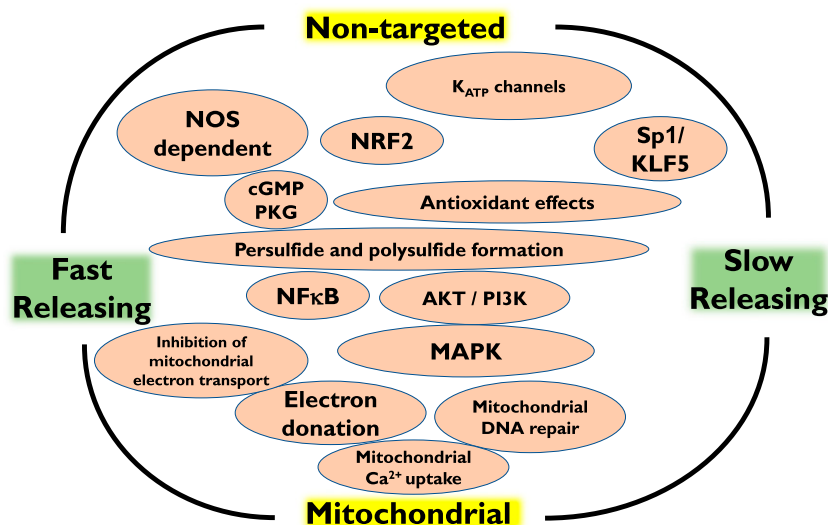 Non-targeted
K_ATP channels
NOS
dependent
NRF2
Sp1/
KLF5
cGMP
PKG
Antioxidant effects
Persulfide and polysulfide formation
Fast
Releasing
Slow
Releasing
NFκB
AKT / PI3K
Inhibition of
mitochondrial
electron transport
MAPK
Electron
donation
Mitochondrial
DNA repair
Mitochondrial
Ca²⁺ uptake
Mitochondrial